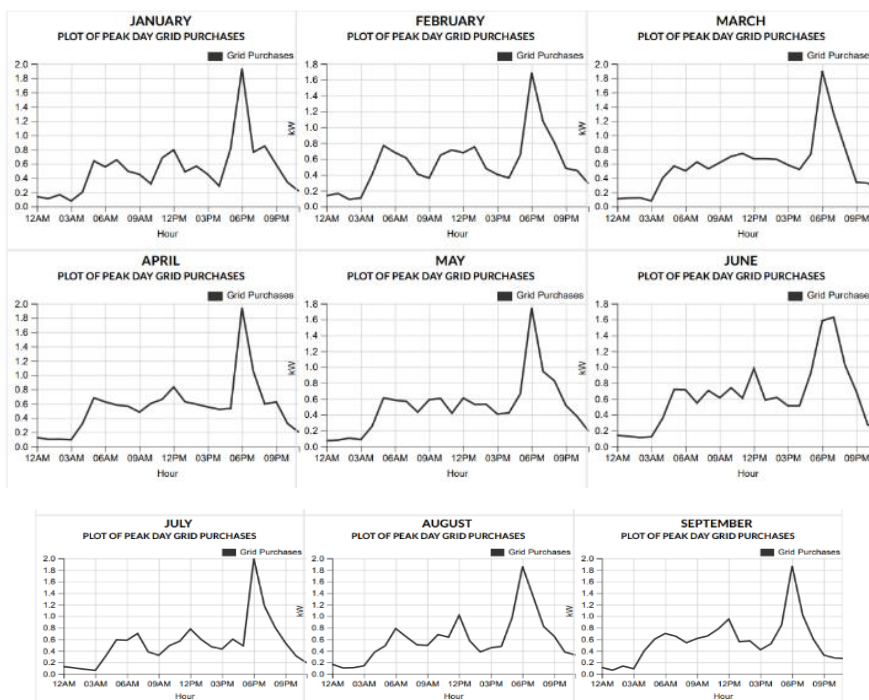 JANUARY FEBRUARY MARCH
PLOT OF PEAK DAY GRID PURCHASES PLOT OF PEAK DAY GRID PURCHASES PLOT OF PEAK DAY GRID PURCHASES
Grid Purchases Grid Purchases Grid Purchase
2.0 1.8 2.0
1.8 1.6 1.8
1.6 1.4 1.6
1.4 1.2 1.4
1.2 kW 1.0 kW 1.2
1.0 0.8 1.0
0.8 0.6 0.8
0.6 0.4 0.6
0.4 0.2 0.4
0.2 0.0 0.2
0.0 0.0
12AM 03AM 06AM 09AM 12PM 03PM 06PM 09PM 12AM 03AM 06AM 09AM 12PM 03PM 06PM 09PM 12AM 03AM 06AM 09AM 12PM 03PM 06PM 09PM
Hour Hour Hour
APRIL MAY JUNE
PLOT OF PEAK DAY GRID PURCHASES PLOT OF PEAK DAY GRID PURCHASES PLOT OF PEAK DAY GRID PURCHASES
Grid Purchases Grid Purchases Grid Purchase
2.0 1.8 1.8
1.8 1.6 1.6
1.6 1.4 1.4
1.4 1.2 1.2
1.2 kW 1.0 kW 1.0
1.0 0.8 0.8
0.8 0.6 0.6
0.6 0.4 0.4
0.4 0.2 0.2
0.2 0.0 0.0
0.0
12AM 03AM 06AM 09AM 12PM 03PM 06PM 09PM 12AM 03AM 06AM 09AM 12PM 03PM 06PM 09PM 12AM 03AM 06AM 09AM 12PM 03PM 06PM 09PM
Hour Hour Hour
JULY AUGUST SEPTEMBER
PLOT OF PEAK DAY GRID PURCHASES PLOT OF PEAK DAY GRID PURCHASES PLOT OF PEAK DAY GRID PURCHASES
Grid Purchases Grid Purchases Grid Purchases
2.0 2.0 2.0
1.8 1.8 1.8
1.6 1.6 1.6
1.4 1.4 1.4
1.2 kW 1.2 kW 1.2
1.0 1.0 1.0
0.8 0.8 0.8
0.6 0.6 0.6
0.4 0.4 0.4
0.2 0.2 0.2
0.0 0.0 0.0
12AM 03AM 06AM 09AM 12PM 03PM 06PM 09PM 12AM 03AM 06AM 09AM 12PM 03PM 06PM 09PM 12AM 03AM 06AM 09AM 12PM 03PM 06PM 09PM
Hour Hour Hour